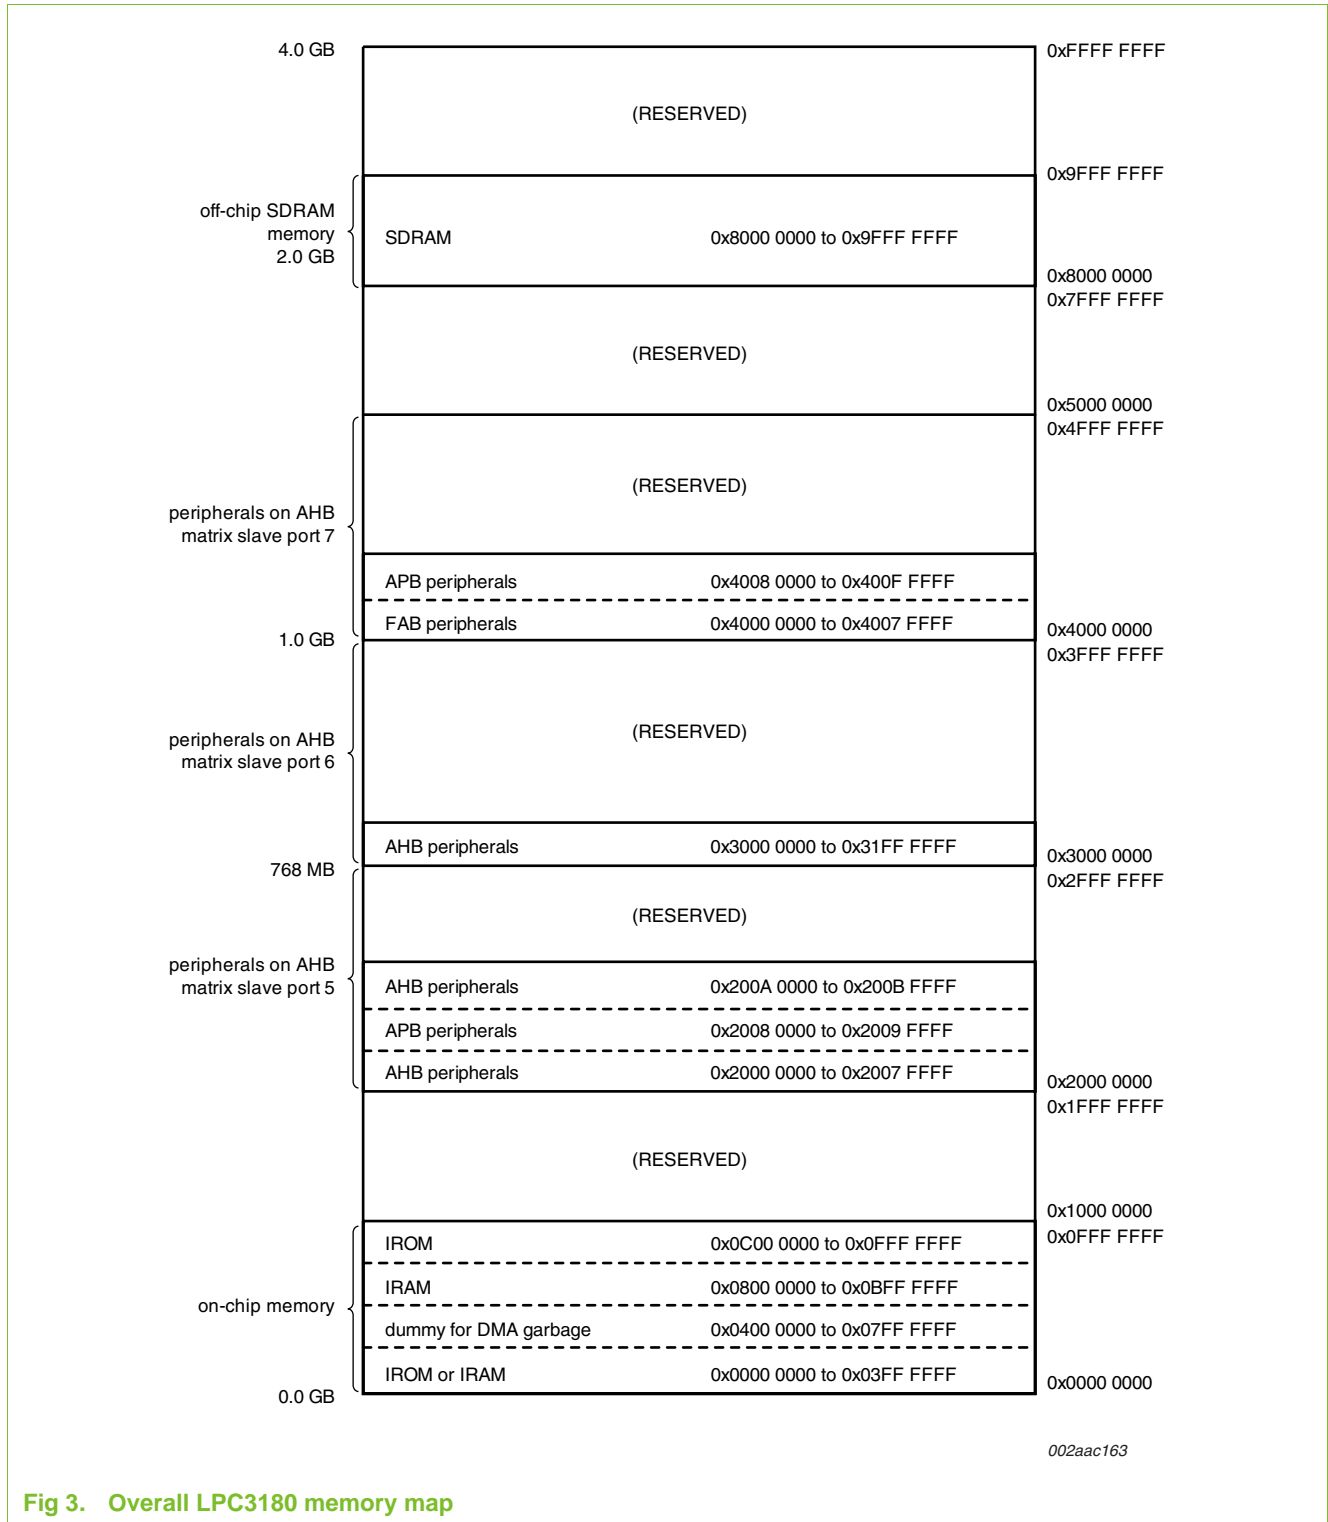 4.0 GB
0xFFFF FFFF
(RESERVED)
0x9FFF FFFF
off-chip SDRAM
memory
2.0 GB
SDRAM 0x8000 0000 to 0x9FFF FFFF
0x8000 0000
0x7FFF FFFF
(RESERVED)
0x5000 0000
0x4FFF FFFF
(RESERVED)
peripherals on AHB
matrix slave port 7
APB peripherals 0x4008 0000 to 0x400F FFFF
FAB peripherals 0x4000 0000 to 0x4007 FFFF
0x4000 0000
1.0 GB
0x3FFF FFFF
(RESERVED)
peripherals on AHB
matrix slave port 6
AHB peripherals 0x3000 0000 to 0x31FF FFFF
0x3000 0000
768 MB
0x2FFF FFFF
(RESERVED)
peripherals on AHB
matrix slave port 5
AHB peripherals 0x200A 0000 to 0x200B FFFF
APB peripherals 0x2008 0000 to 0x2009 FFFF
AHB peripherals 0x2000 0000 to 0x2007 FFFF
0x2000 0000
0x1FFF FFFF
(RESERVED)
0x1000 0000
0x0FFF FFFF
IROM 0x0C00 0000 to 0x0FFF FFFF
IRAM 0x0800 0000 to 0x0BFF FFFF
on-chip memory
dummy for DMA garbage 0x0400 0000 to 0x07FF FFFF
IROM or IRAM 0x0000 0000 to 0x03FF FFFF
0x0000 0000
0.0 GB
002aac163
Fig 3. Overall LPC3180 memory map